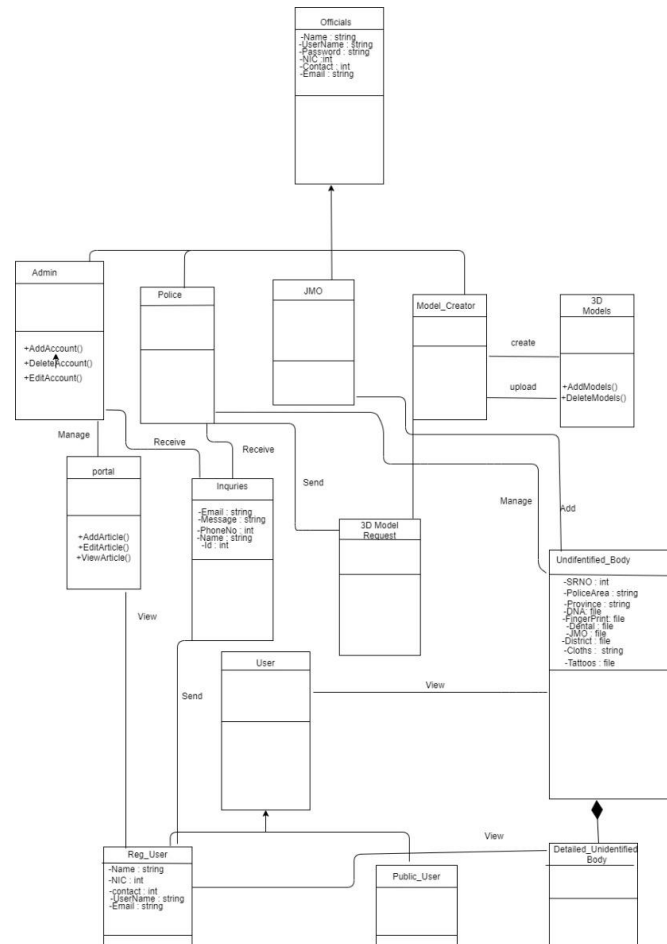 Officials
-Name : string
-UserName : string
-Password : string
-NIC :int
-Contact : int
-Email : string
Admin
+AddAccount()
+DeleteAccount()
+EditAccount()
Police
JMO
Model_Creator
3D
Models
+AddModels()
+DeleteModels()
create
upload
Manage
Receive
Receive
Send
Manage
Add
portal
+AddArticle()
+EditArticle()
+ViewArticle()
Inquries
-Email : string
-Message : string
-PhoneNo : int
-Name : string
-Id : int
3D Model
Request
Undifentified_Body
-SRNO : int
-PoliceArea : string
-Province : string
-DNA: file
-FingerPrint: file
-Dental : file
-JMO : file
-District : file
-Cloths : string
-Tattoos : file
View
Send
User
View
Reg_User
-Name : string
-NIC : int
-contact : int
-UserName : string
-Email : string
Public_User
View
Detailed_Unidentified
Body